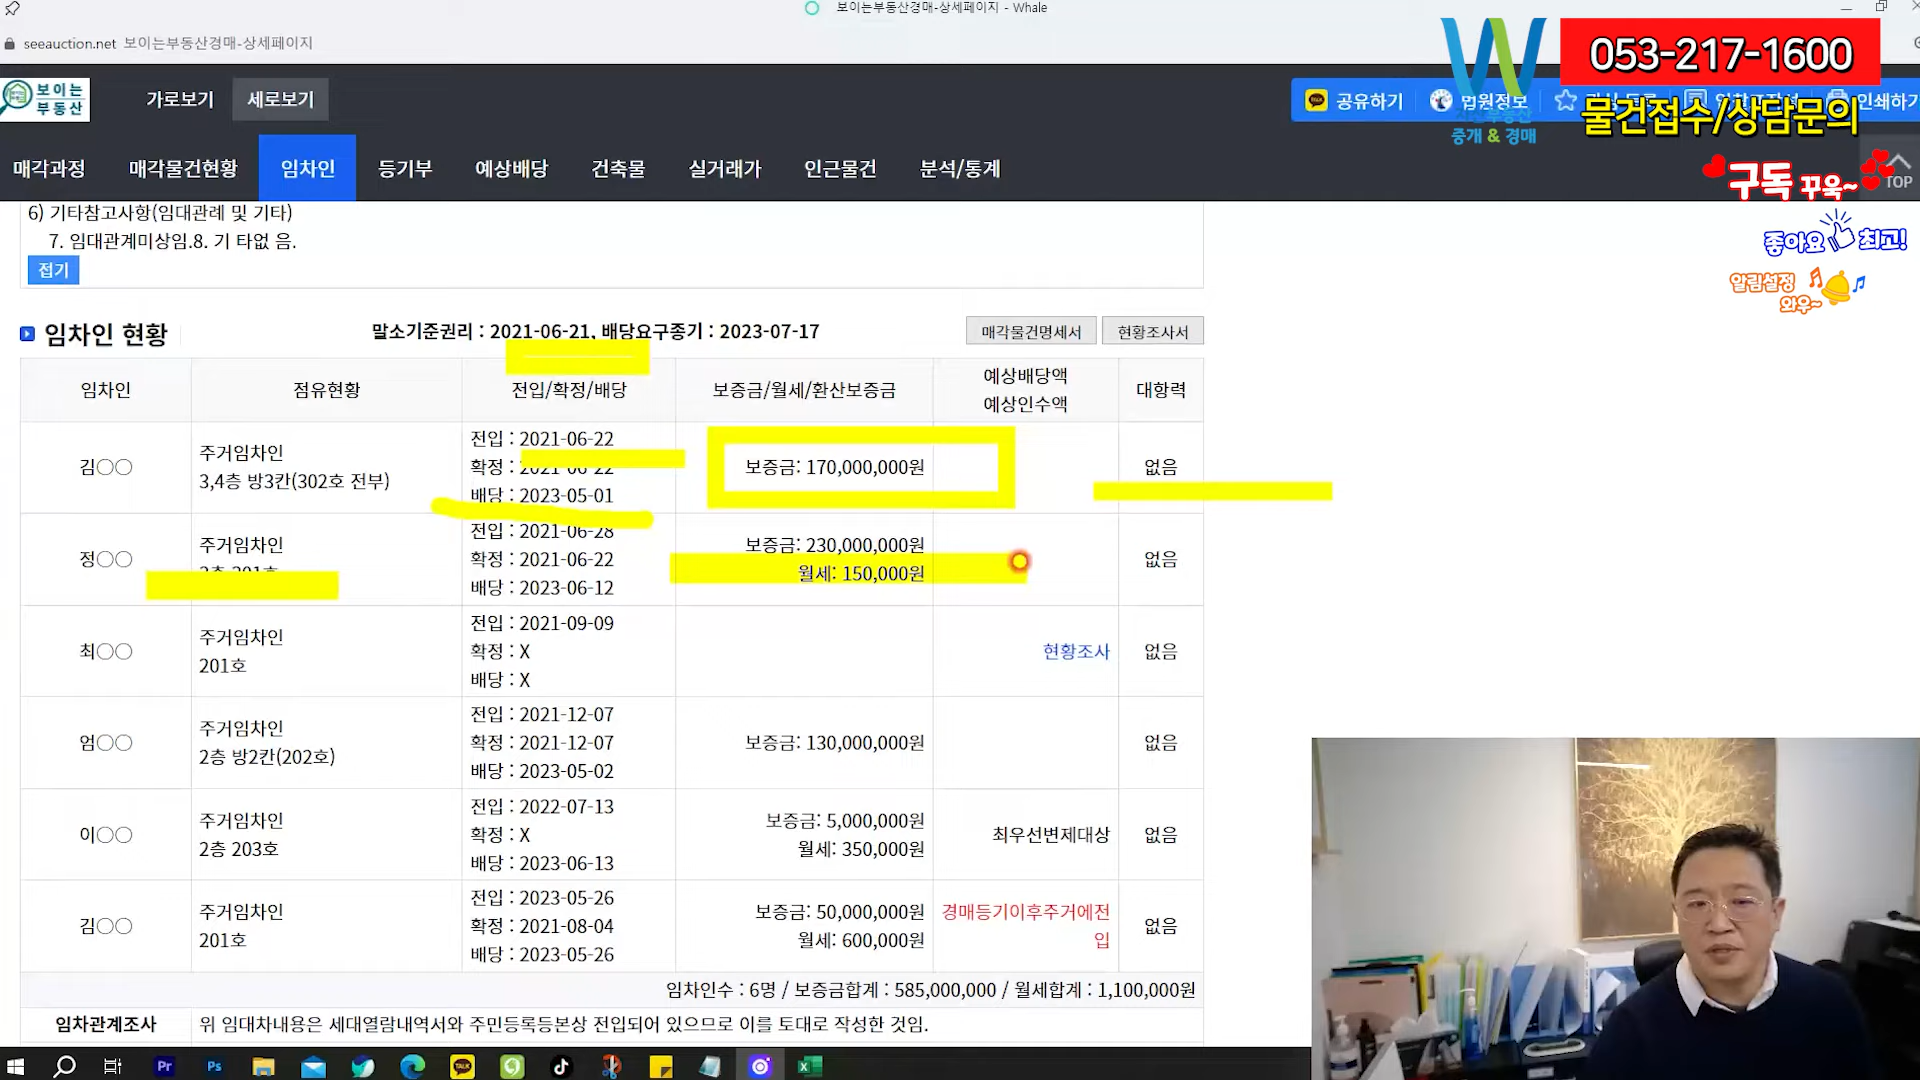 보이는부동산경매-상세페이지 - Whale
seeauction.net 보이는부동산경매-상세페이지
053-217-1600
물건접수/상담문의
보이는
부동산
가로보기
세로보기
공유하기
법원정보
인쇄하기
중개 & 경매
매각과정
매각물건현황
임차인
등기부
예상배당
건축물
실거래가
인근물건
분석/통계
TOP
구독 꾸욱~
좋아요 최고!
알림설정
와우~
6) 기타참고사항(임대관례 및 기타)
7. 임대관계미상임.8. 기 타없 음.
접기
임차인 현황
말소기준권리 : 2021-06-21, 배당요구종기 : 2023-07-17
매각물건명세서
현황조사서
임차인 점유현황 전입/확정/배당 보증금/월세/환산보증금 예상배당액 대항력
예상인수액
김○○
주거임차인
3,4층 방3칸(302호 전부)
전입 : 2021-06-22
확정 : 2021-06-22
배당 : 2023-05-01
보증금: 170,000,000원
없음
정○○
주거임차인
전입 : 2021-06-28
확정 : 2021-06-22
배당 : 2023-06-12
보증금: 230,000,000원
월세: 150,000원
없음
최○○
주거임차인
201호
전입 : 2021-09-09
확정 : X
배당 : X
현황조사
없음
엄○○
주거임차인
2층 방2칸(202호)
전입 : 2021-12-07
확정 : 2021-12-07
배당 : 2023-05-02
보증금: 130,000,000원
없음
이○○
주거임차인
2층 203호
전입 : 2022-07-13
확정 : X
배당 : 2023-06-13
보증금: 5,000,000원
월세: 350,000원
최우선변제대상
없음
김○○
주거임차인
201호
전입 : 2023-05-26
확정 : 2021-08-04
배당 : 2023-05-26
보증금: 50,000,000원
월세: 600,000원
경매등기이후주거에전
입
없음
임차인수 : 6명 / 보증금합계 : 585,000,000 / 월세합계 : 1,100,000원
임차관계조사
위 임대차내용은 세대열람내역서와 주민등록등본상 전입되어 있으므로 이를 토대로 작성한 것임.
Pr
Ps
TALK